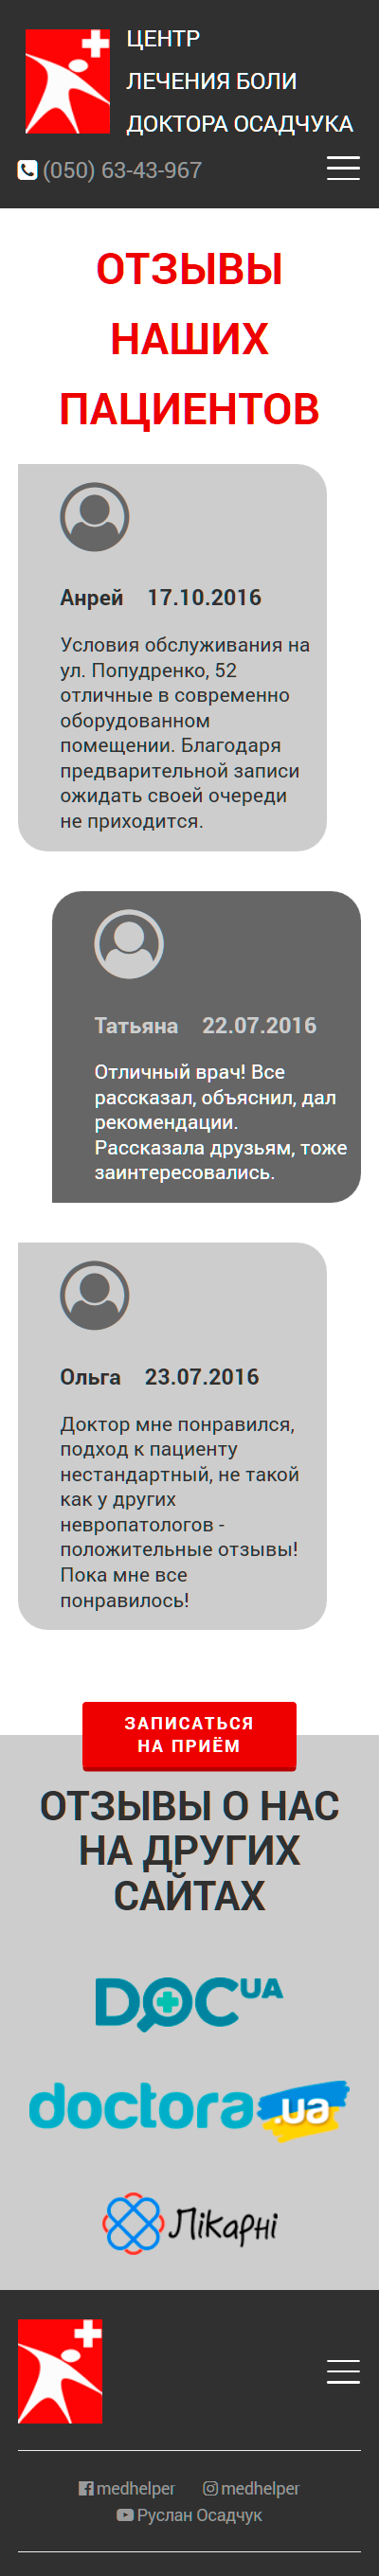 ЦЕНТР
ЛЕЧЕНИЯ БОЛИ
ДОКТОРА ОСАДЧУКА
(050) 63-43-967
ОТЗЫВЫ
НАШИХ
ПАЦИЕНТОВ
Анрей 17.10.2016
Условия обслуживания на
ул. Попудренко, 52
отличные в современно
оборудованном
помещении. Благодаря
предварительной записи
ожидать своей очереди
не приходится.
Татьяна 22.07.2016
Отличный врач! Все
рассказал, объяснил, дал
рекомендации.
Рассказала друзьям, тоже
заинтересовались.
Ольга 23.07.2016
Доктор мне понравился,
подход к пациенту
нестандартный, не такой
как у других
невропатологов -
положительные отзывы!
Пока мне все
понравилось!
ЗАПИСАТЬСЯ
НА ПРИЁМ
ОТЗЫВЫ О НАС
НА ДРУГИХ
САЙТАХ
DOC UA
doctora.ua
Лікарні
medhelper medhelper
Руслан Осадчук